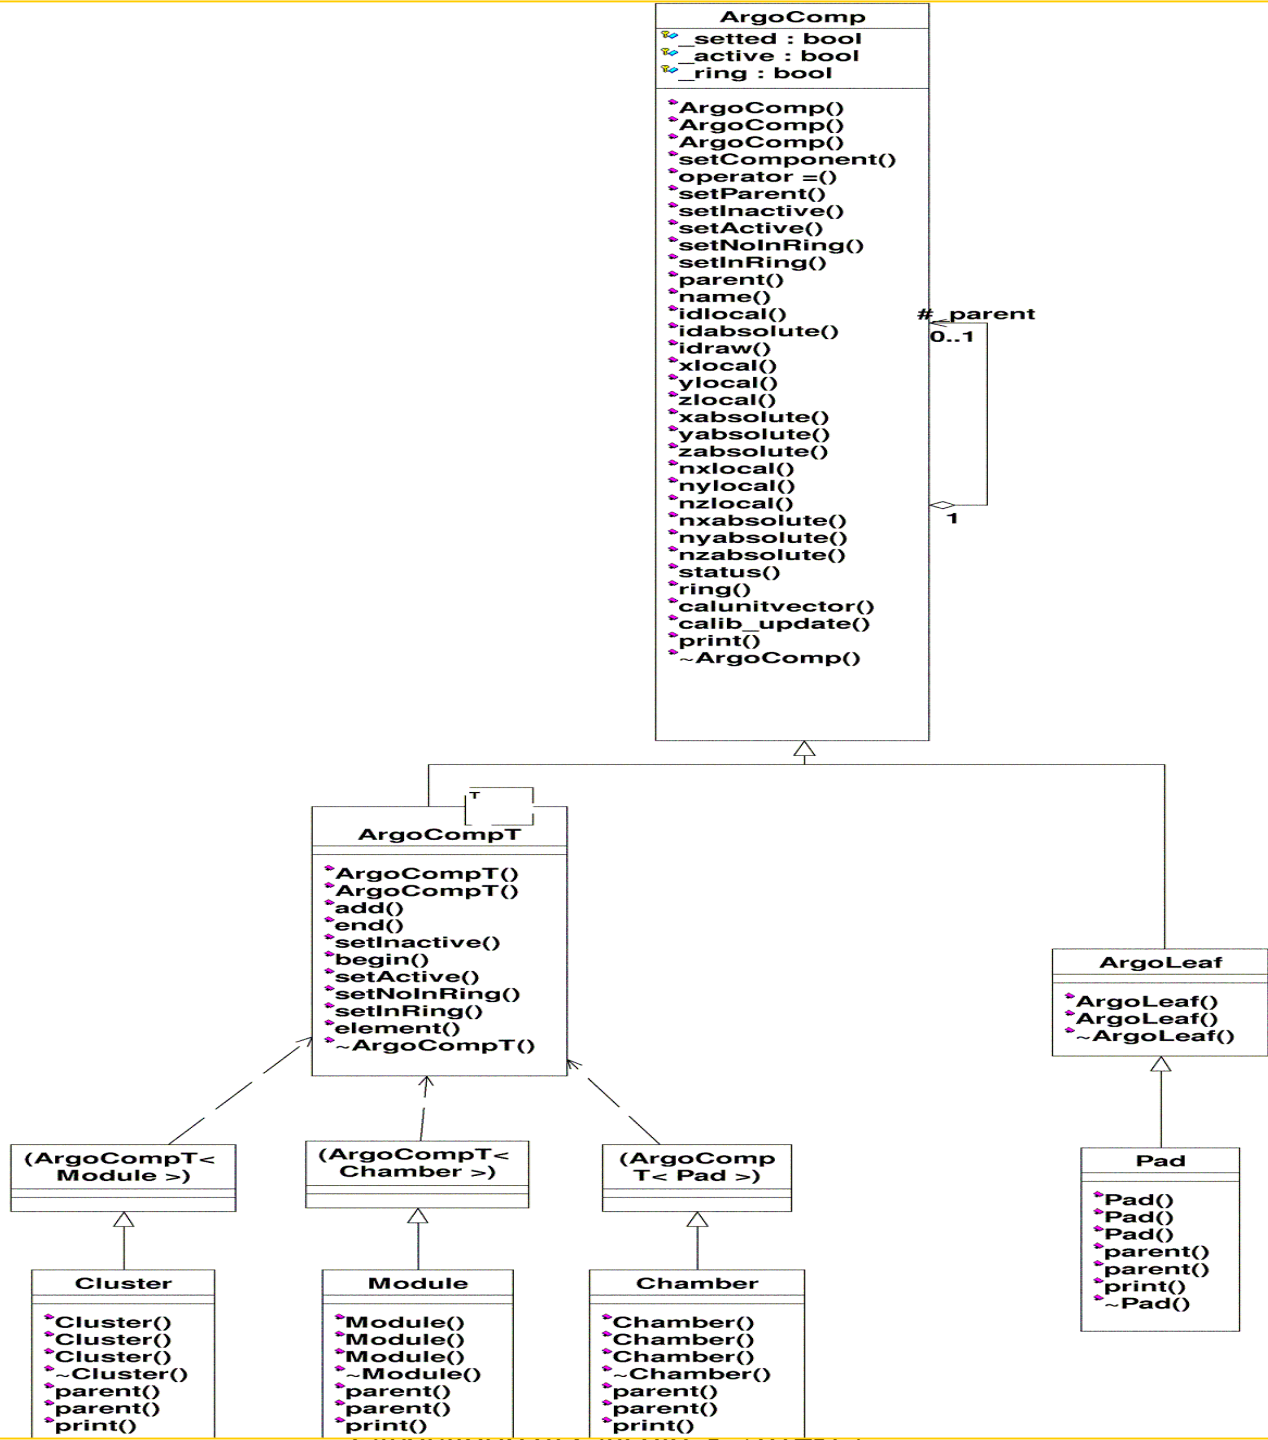 ArgoComp
_setted : bool
_active : bool
_ring : bool
ArgoComp()
ArgoComp()
ArgoComp()
setComponent()
operator =()
setParent()
setInactive()
setActive()
setNoInRing()
setInRing()
parent()
name()
idlocal()
idabsolute()
idraw()
xlocal()
ylocal()
zlocal()
xabsolute()
yabsolute()
zabsolute()
nxlocal()
nylocal()
nzlocal()
nxabsolute()
nyabsolute()
nzabsolute()
status()
ring()
calunitvector()
calib_update()
print()
~ArgoComp()
#_parent
0..1
1
T
ArgoCompT
ArgoCompT()
ArgoCompT()
add()
end()
setInactive()
begin()
setActive()
setNoInRing()
setInRing()
element()
~ArgoCompT()
ArgoLeaf
ArgoLeaf()
ArgoLeaf()
~ArgoLeaf()
(ArgoCompT<
Module >)
(ArgoCompT<
Chamber >)
(ArgoComp
T< Pad >)
Pad
Pad()
Pad()
Pad()
parent()
parent()
print()
~Pad()
Cluster
Cluster()
Cluster()
Cluster()
~Cluster()
parent()
parent()
print()
Module
Module()
Module()
Module()
~Module()
parent()
parent()
print()
Chamber
Chamber()
Chamber()
Chamber()
~Chamber()
parent()
parent()
print()